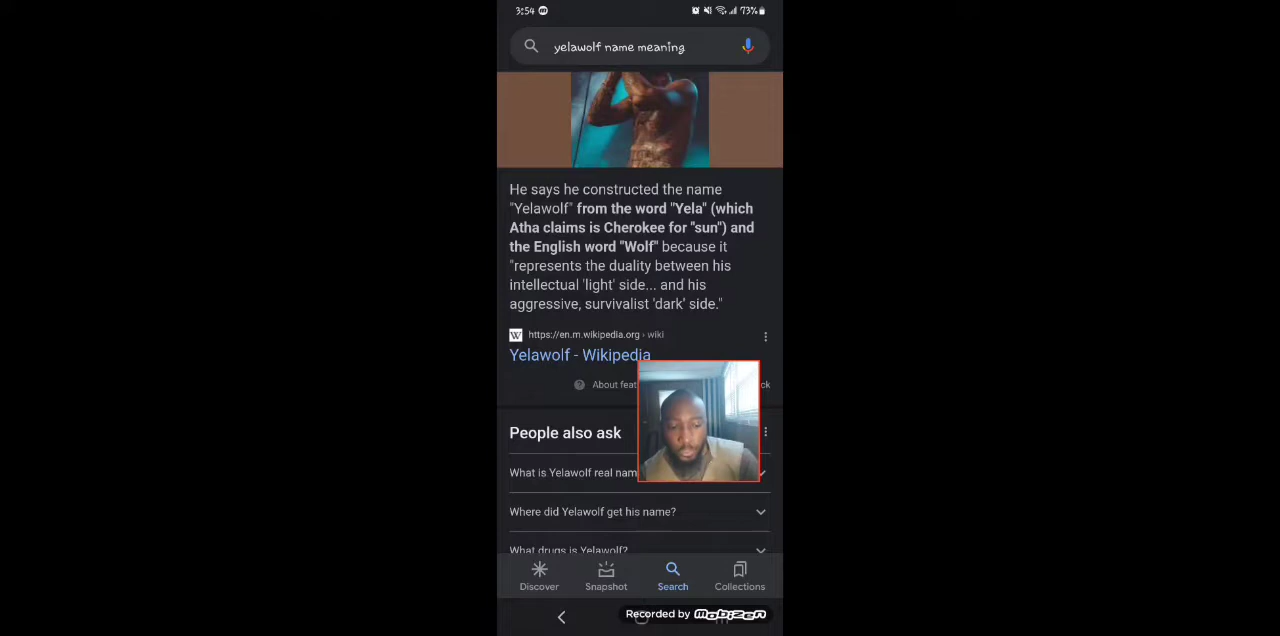 3:54
73%
yelawolf name meaning
He says he constructed the name
"Yelawolf" from the word "Yela" (which
Atha claims is Cherokee for "sun") and
the English word "Wolf" because it
"represents the duality between his
intellectual 'light' side... and his
aggressive, survivalist 'dark' side."
W https://en.m.wikipedia.org › wiki
Yelawolf - Wikipedia
About feat
ck
People also ask
What is Yelawolf real nam
Where did Yelawolf get his name?
What drugs is Yelawolf?
Discover
Snapshot
Search
Collections
Recorded by mobizen